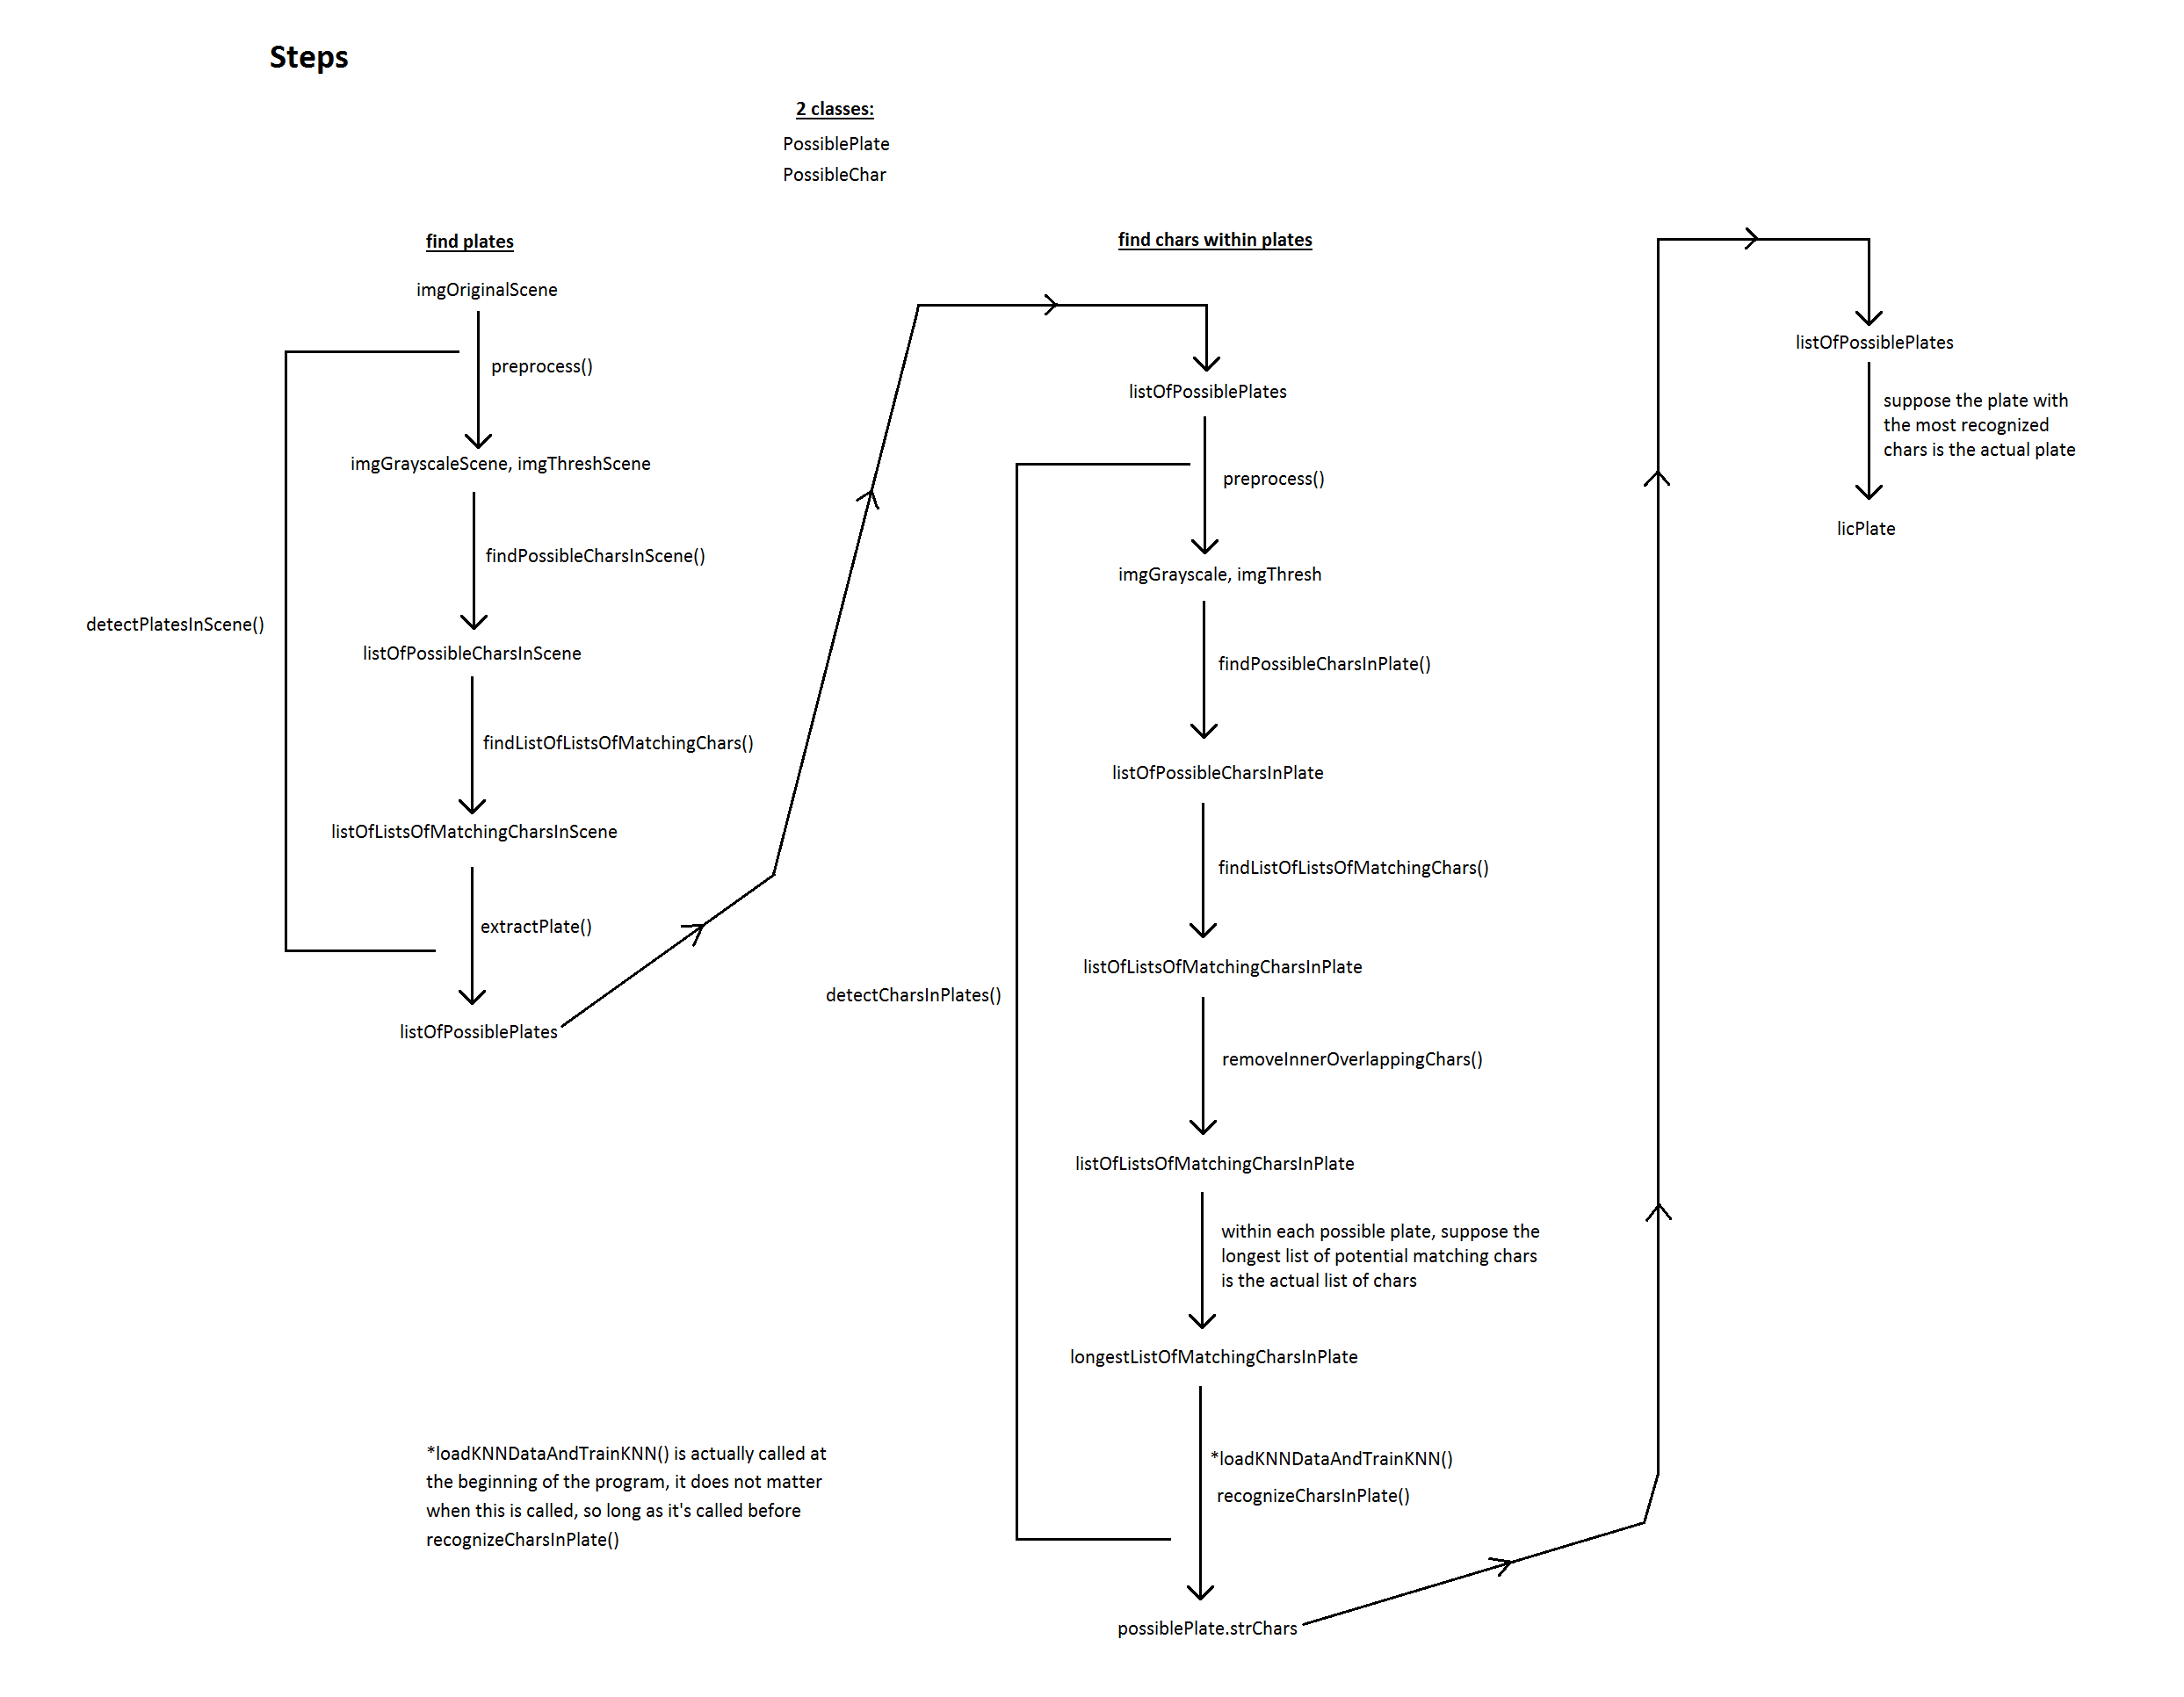 Steps
2 classes:
PossiblePlate
PossibleChar
find plates
imgOriginalScene
preprocess()
imgGrayscaleScene, imgThreshScene
findPossibleCharsInScene()
detectPlatesInScene()
listOfPossibleCharsInScene
findListOfListsOfMatchingChars()
listOfListsOfMatchingCharsInScene
extractPlate()
listOfPossiblePlates
find chars within plates
listOfPossiblePlates
preprocess()
imgGrayscale, imgThresh
findPossibleCharsInPlate()
listOfPossibleCharsInPlate
findListOfListsOfMatchingChars()
listOfListsOfMatchingCharsInPlate
detectCharsInPlates()
removeInnerOverlappingChars()
listOfListsOfMatchingCharsInPlate
within each possible plate, suppose the
longest list of potential matching chars
is the actual list of chars
longestListOfMatchingCharsInPlate
*loadKNNDataAndTrainKNN()
recognizeCharsInPlate()
possiblePlate.strChars
*loadKNNDataAndTrainKNN() is actually called at
the beginning of the program, it does not matter
when this is called, so long as it's called before
recognizeCharsInPlate()
listOfPossiblePlates
suppose the plate with
the most recognized
chars is the actual plate
licPlate